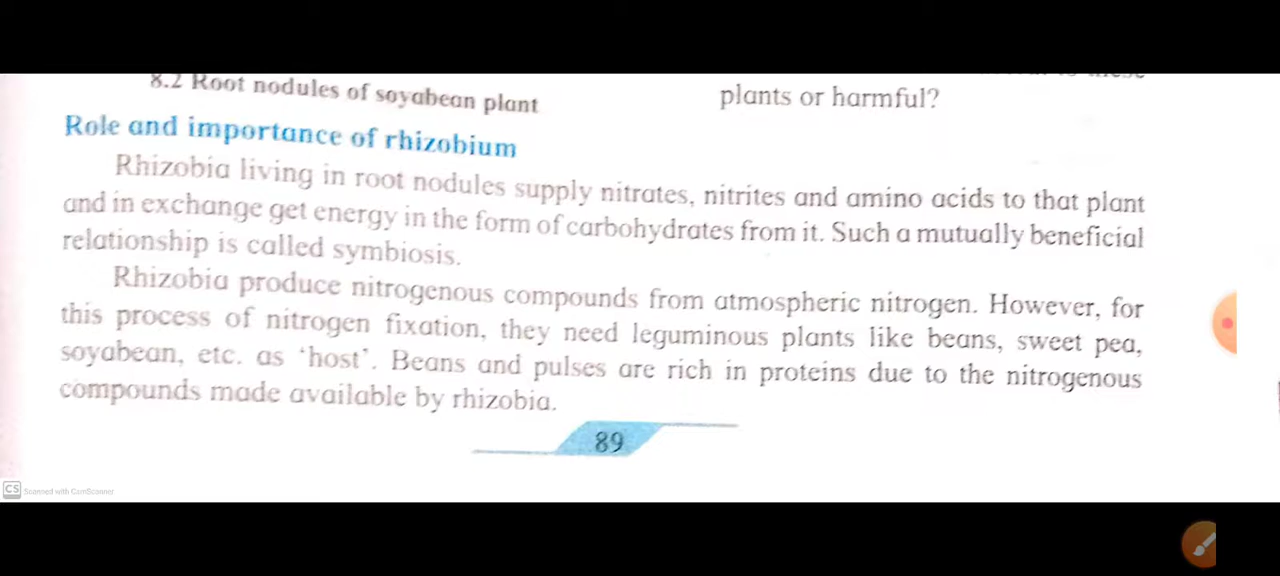 8.2 Root nodules of soyabean plant
plants or harmful?
Role and importance of rhizobium
Rhizobia living in root nodules supply nitrates, nitrites and amino acids to that plant
and in exchange get energy in the form of carbohydrates from it. Such a mutually beneficial
relationship is called symbiosis.
Rhizobia produce nitrogenous compounds from atmospheric nitrogen. However, for
this process of nitrogen fixation, they need leguminous plants like beans, sweet pea,
soyabean, etc. as ‘host’. Beans and pulses are rich in proteins due to the nitrogenous
compounds made available by rhizobia.
89
CS Scanned with CamScanner